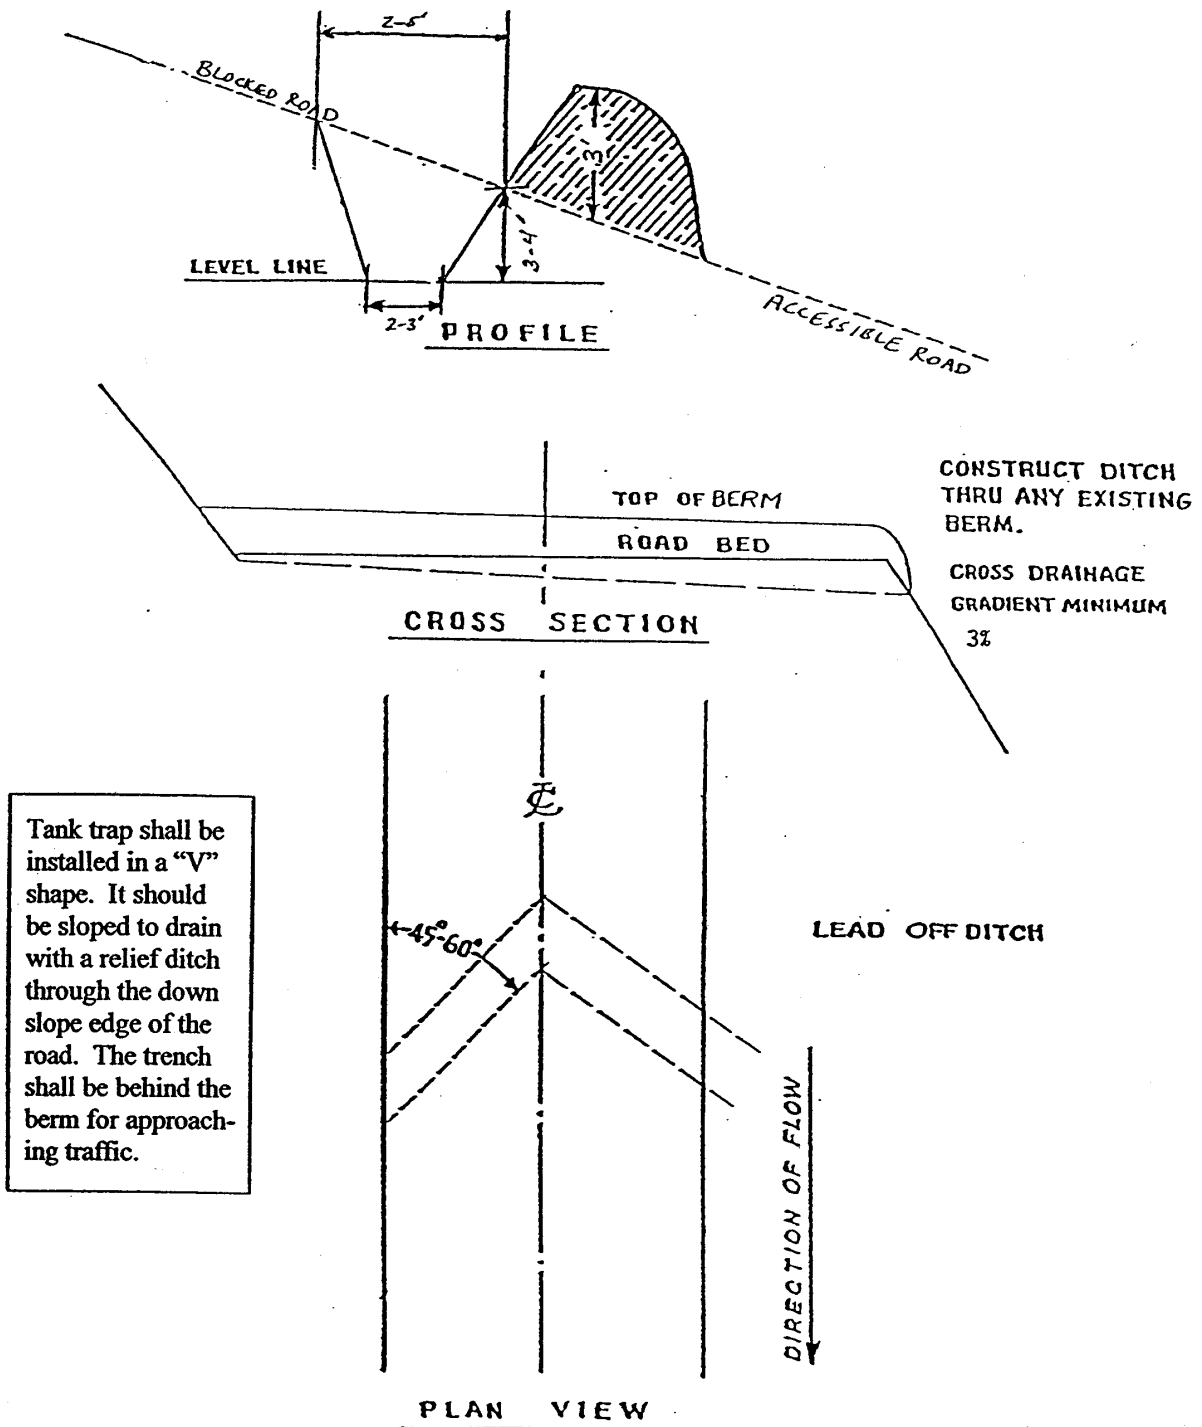 2-5'
BLOCKED ROAD
3'
3-4'
LEVEL LINE
2-3'
PROFILE
ACCESSIBLE ROAD
TOP OF BERM
ROAD BED
CONSTRUCT DITCH
THRU ANY EXISTING
BERM.
CROSS DRAINAGE
GRADIENT MINIMUM
3%
CROSS SECTION
℄
Tank trap shall be
installed in a “V”
shape. It should
be sloped to drain
with a relief ditch
through the down
slope edge of the
road. The trench
shall be behind the
berm for approach-
ing traffic.
45°-60°
LEAD OFF DITCH
DIRECTION OF FLOW
PLAN VIEW